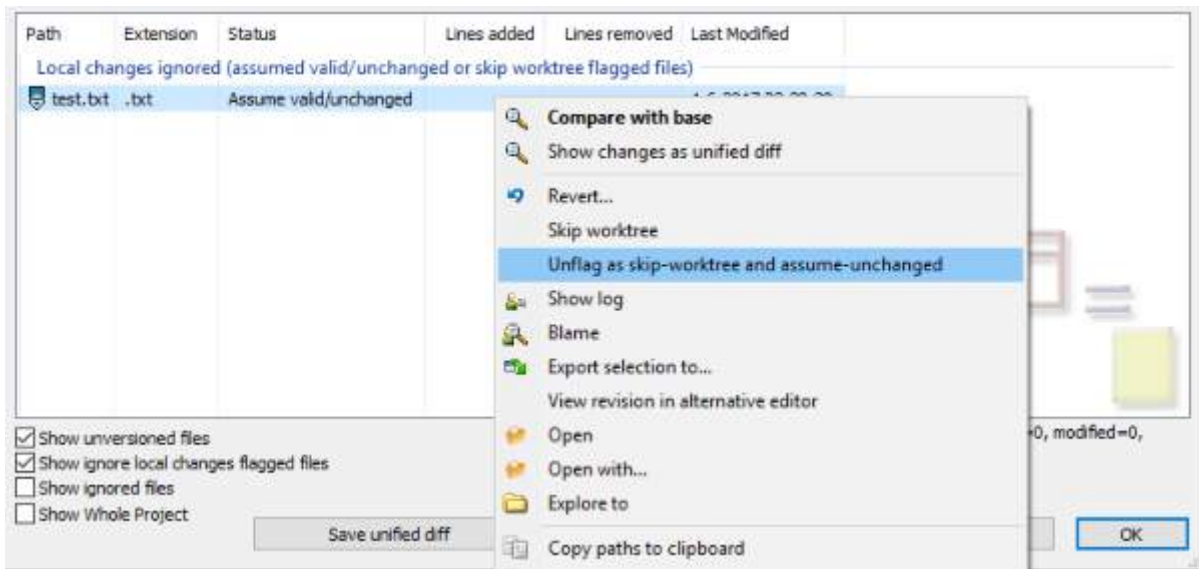 Path Extension Status Lines added Lines removed Last Modified
Local changes ignored (assumed valid/unchanged or skip worktree flagged files)
test.txt .txt Assume valid/unchanged
Compare with base
Show changes as unified diff
Revert...
Skip worktree
Unflag as skip-worktree and assume-unchanged
Show log
Blame
Export selection to...
View revision in alternative editor
Open
Open with...
Explore to
Copy paths to clipboard
=0, modified=0,
Show unversioned files
Show ignore local changes flagged files
Show ignored files
Show Whole Project
Save unified diff
OK